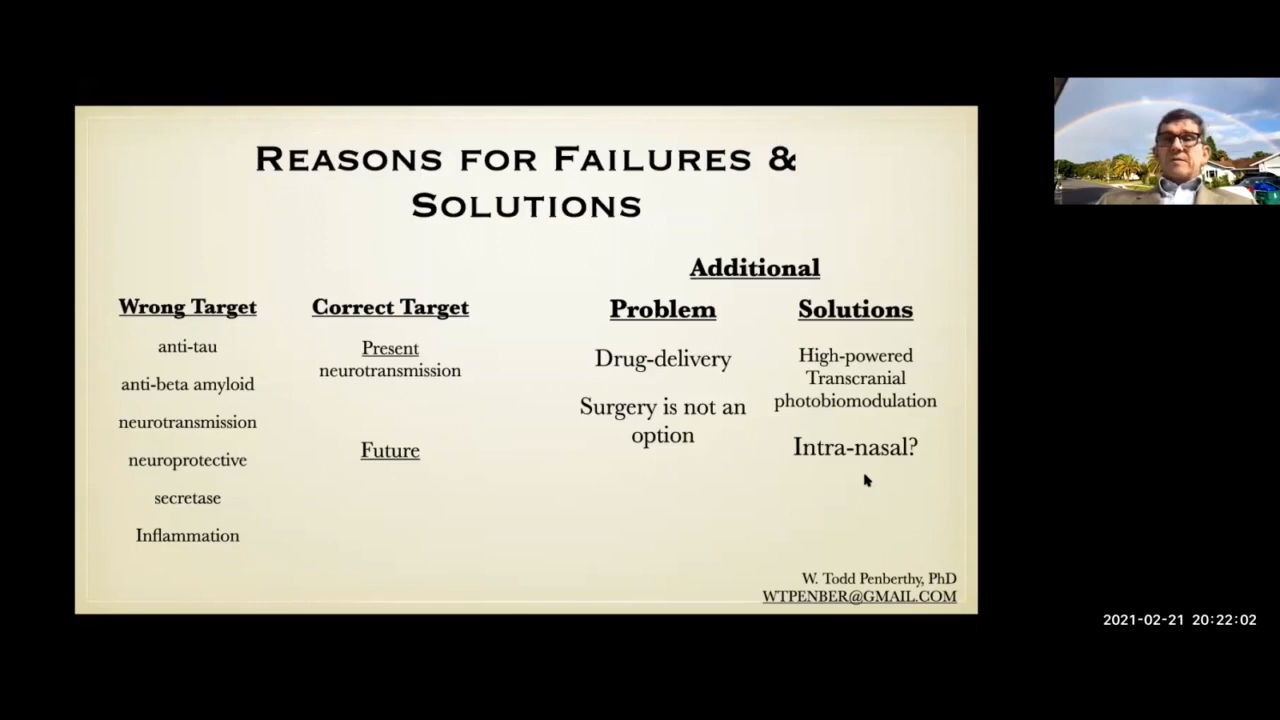 REASONS FOR FAILURES &
SOLUTIONS
Wrong Target
anti-tau
anti-beta amyloid
neurotransmission
neuroprotective
secretase
Inflammation
Correct Target
Present
neurotransmission
Future
Additional
Problem
Drug-delivery
Surgery is not an
option
Solutions
High-powered
Transcranial
photobiomodulation
Intra-nasal?
W. Todd Penberthy, PhD
WTPENBER@GMAIL.COM
2021-02-21 20:22:02